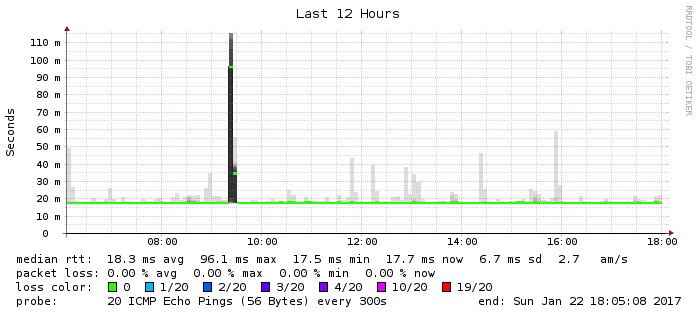 Last 12 Hours
RRDTOOL / TOBI OETIKER
Seconds
110 m
100 m
90 m
80 m
70 m
60 m
50 m
40 m
30 m
20 m
10 m
0
08:00 10:00 12:00 14:00 16:00 18:00
median rtt: 18.3 ms avg 96.1 ms max 17.5 ms min 17.7 ms now 6.7 ms sd 2.7 am/s
packet loss: 0.00 % avg 0.00 % max 0.00 % min 0.00 % now
loss color: 0 1/20 2/20 3/20 4/20 10/20 19/20
probe: 20 ICMP Echo Pings (56 Bytes) every 300s end: Sun Jan 22 18:05:08 2017